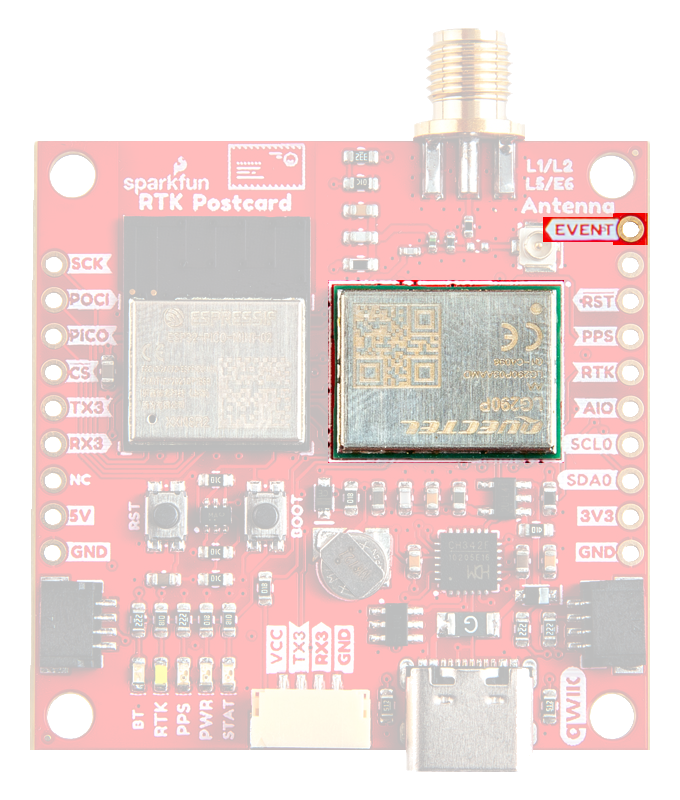 L1/L2
L5/E6
Antenna
sparkfun
RTK Postcard
EVENT
SCK
POCI
PICO
CS
TX3
RX3
NC
5V
GND
RST
PPS
RTK
AIO
SCL0
SDA0
3V3
GND
LG290P
QUECTEL
RST
BOOT
VCC
TX3
RX3
GND
BT
RTK
PPS
PWR
STAT
qwiic